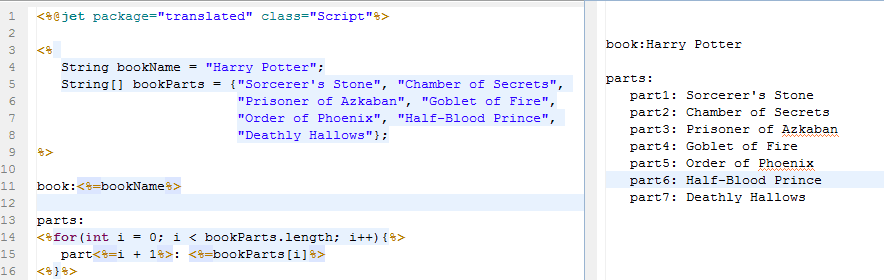 1 <%@jet package="translated" class="Script"%>
2
3 <%
4 String bookName = "Harry Potter";
5 String[] bookParts = {"Sorcerer's Stone", "Chamber of Secrets",
6 "Prisoner of Azkaban", "Goblet of Fire",
7 "Order of Phoenix", "Half-Blood Prince",
8 "Deathly Hallows"};
9 %>
10
11 book:<%=bookName%>
12
13 parts:
14 <%for(int i = 0; i < bookParts.length; i++){%>
15 part<%=i + 1%>: <%=bookParts[i]%>
16 <%}%>
book:Harry Potter
parts:
part1: Sorcerer's Stone
part2: Chamber of Secrets
part3: Prisoner of Azkaban
part4: Goblet of Fire
part5: Order of Phoenix
part6: Half-Blood Prince
part7: Deathly Hallows